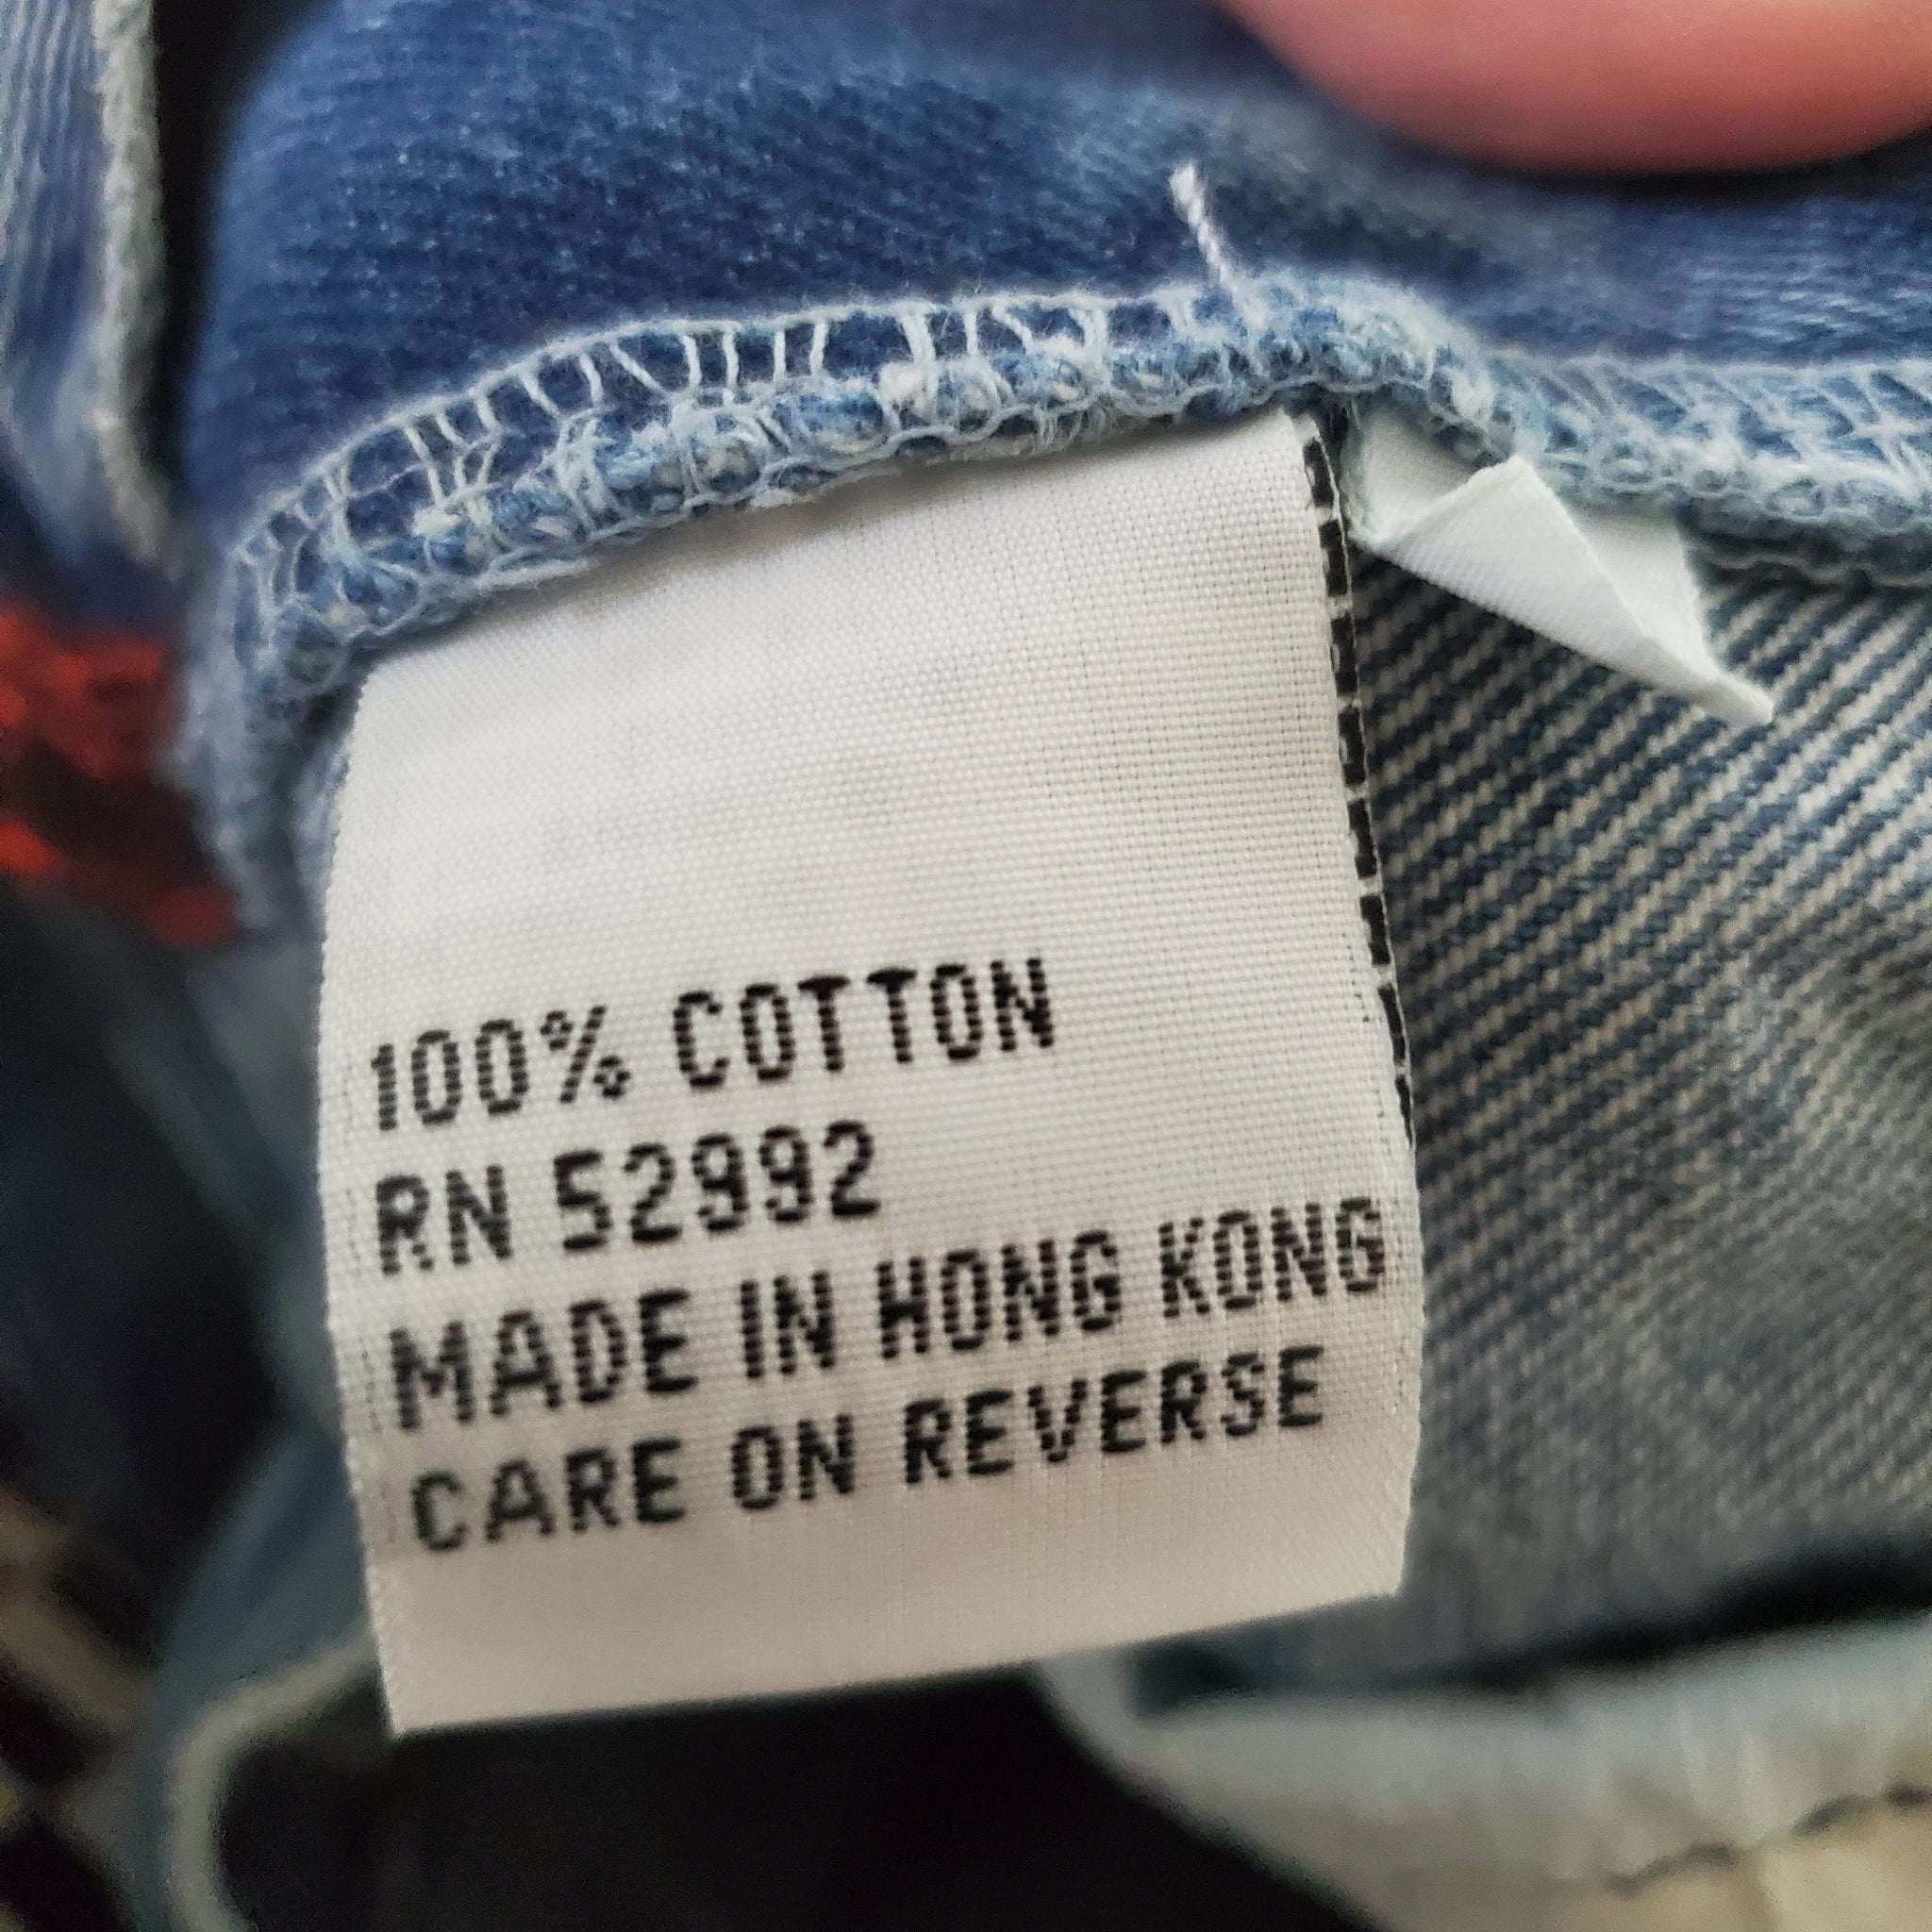 100% COTTON
RN 52992
MADE IN HONG KONG
CARE ON REVERSE